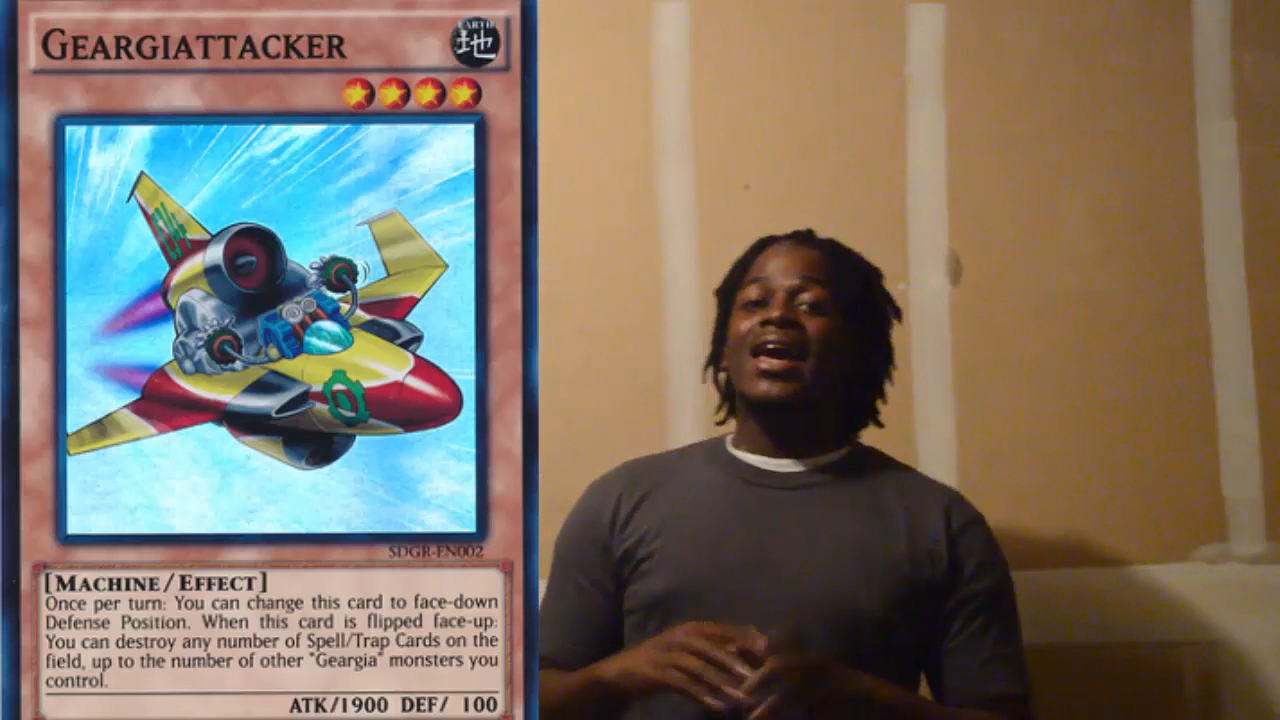 GEARGIATTACKER
EARTH
地
SDGR-EN002
[MACHINE/EFFECT]
Once per turn: You can change this card to face-down
Defense Position. When this card is flipped face-up:
You can destroy any number of Spell/Trap Cards on the
field, up to the number of other "Geargia" monsters you
control.
ATK/1900 DEF/ 100